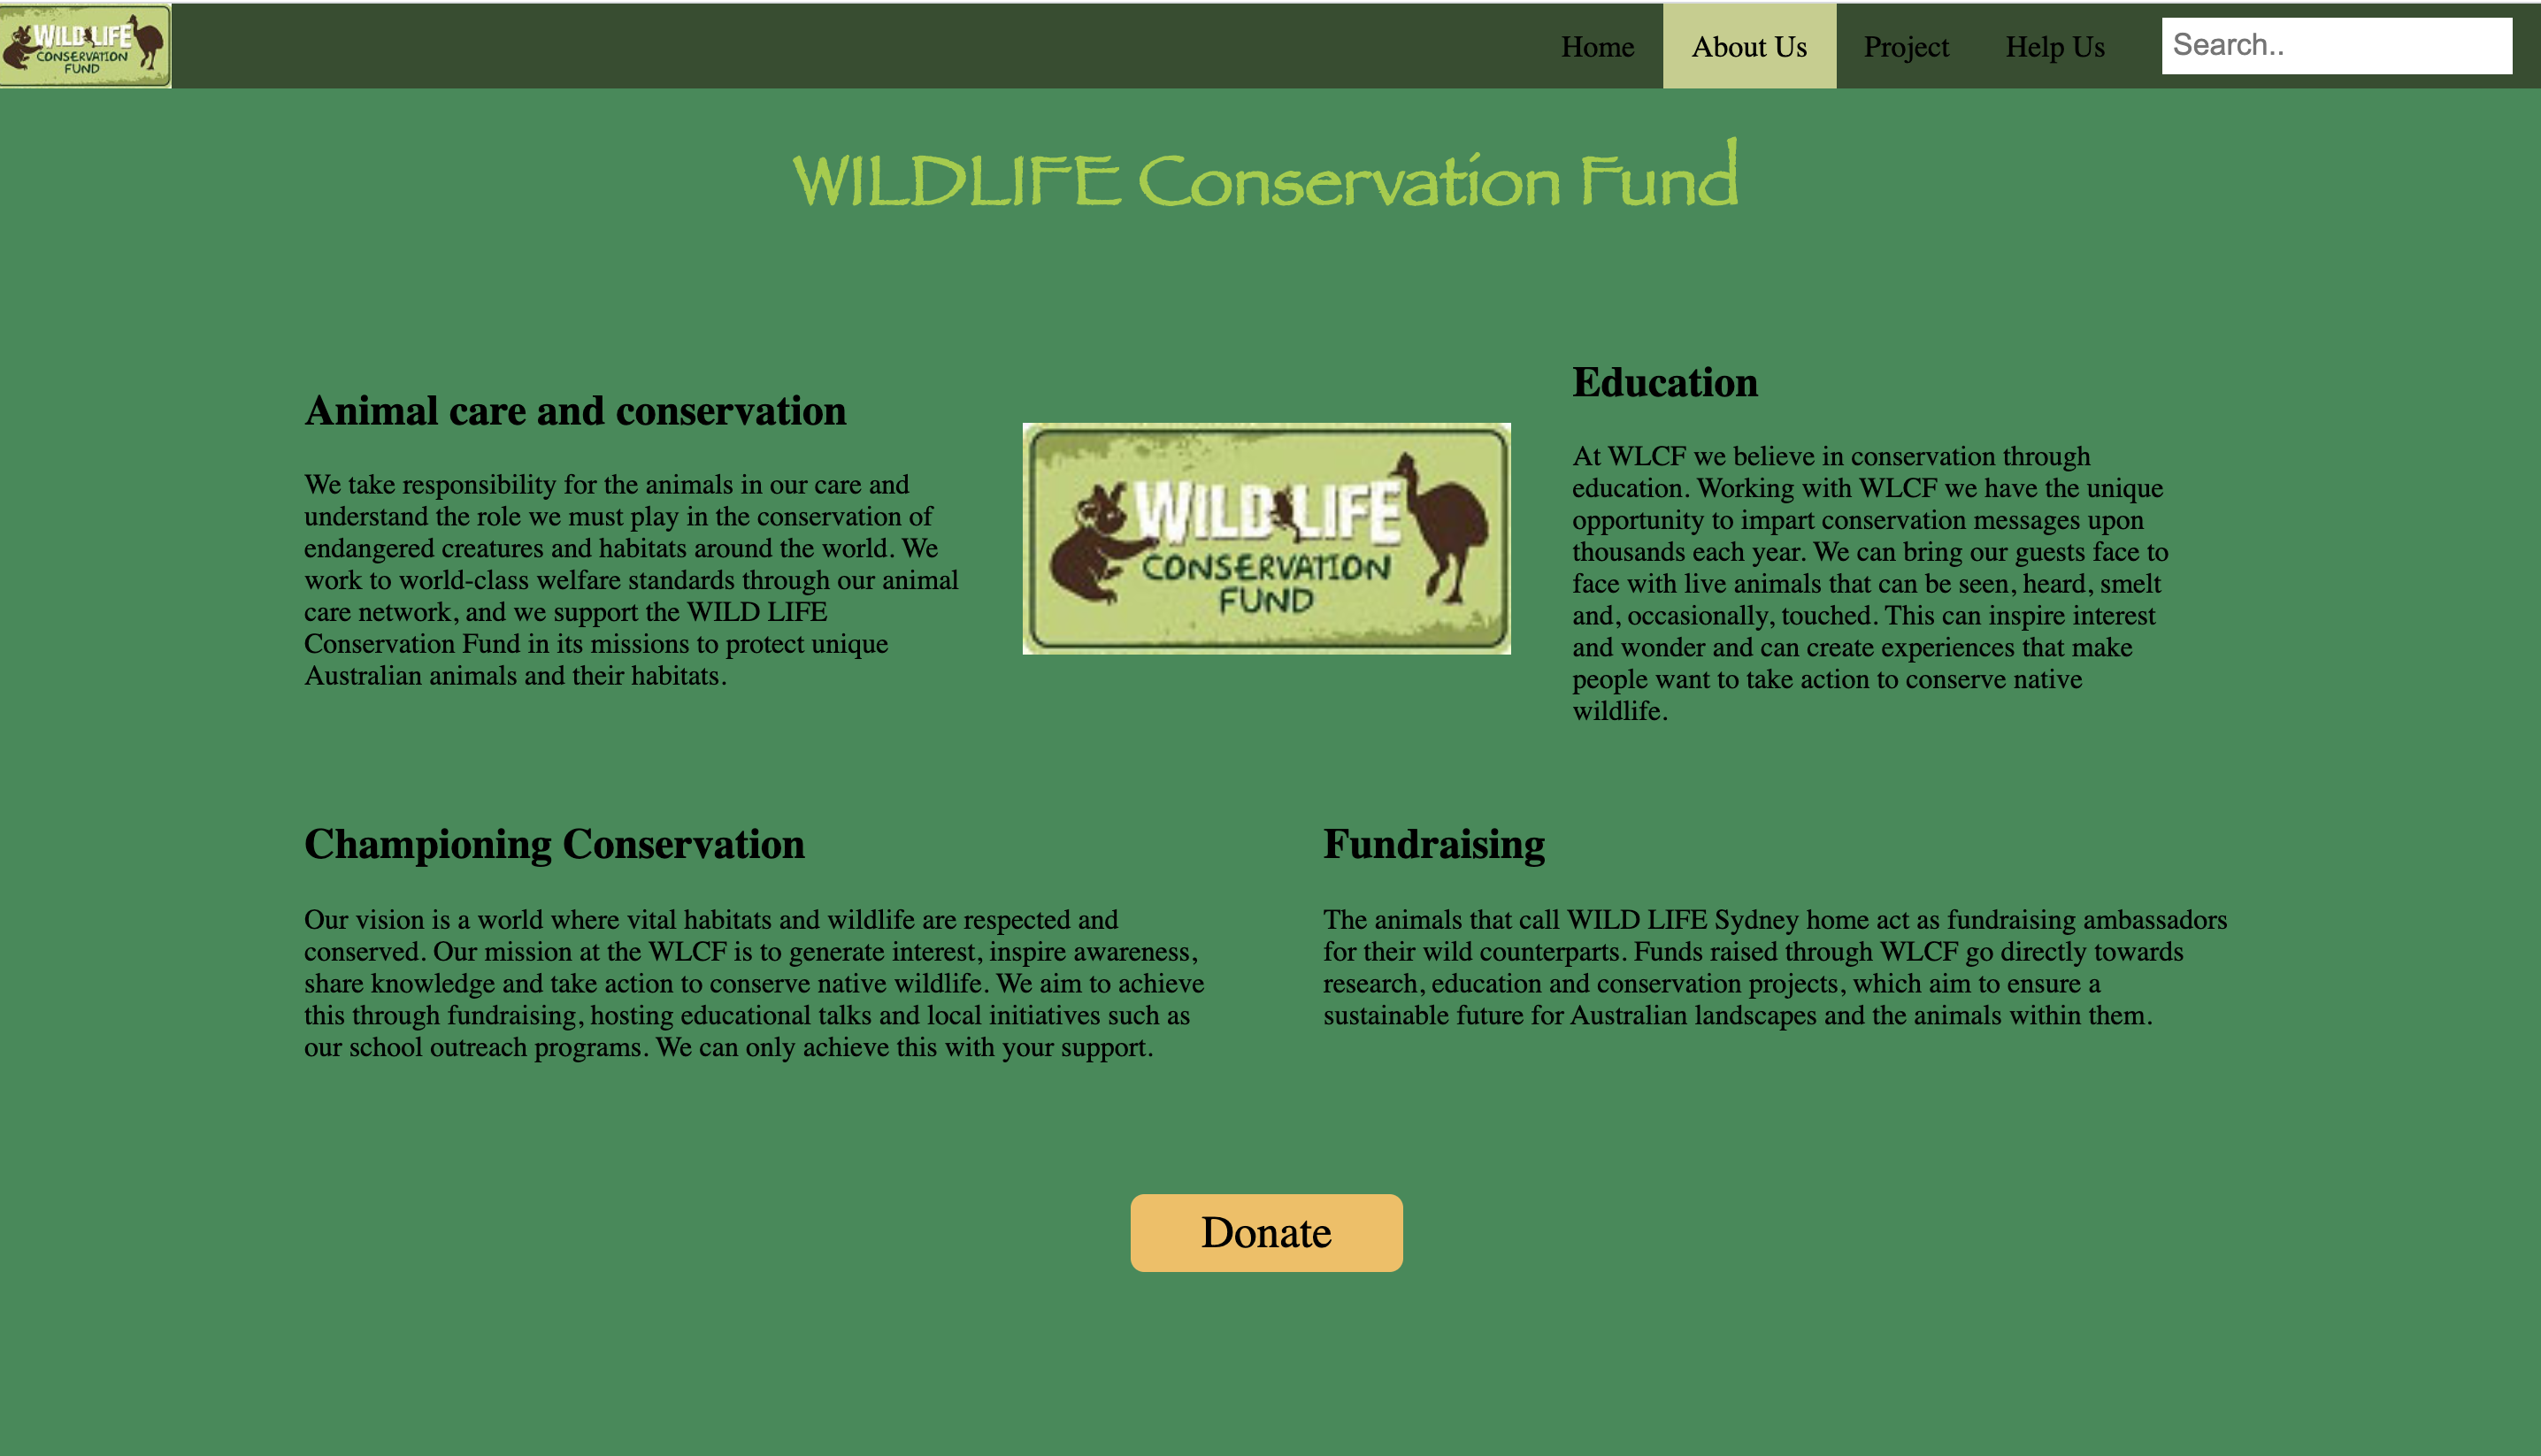 WILD LIFE
CONSERVATION
FUND
Home About Us Project Help Us Search..
WILDLIFE Conservation Fund
Animal care and conservation
We take responsibility for the animals in our care and
understand the role we must play in the conservation of
endangered creatures and habitats around the world. We
work to world-class welfare standards through our animal
care network, and we support the WILD LIFE
Conservation Fund in its missions to protect unique
Australian animals and their habitats.
WILD LIFE
CONSERVATION
FUND
Education
At WLCF we believe in conservation through
education. Working with WLCF we have the unique
opportunity to impart conservation messages upon
thousands each year. We can bring our guests face to
face with live animals that can be seen, heard, smelt
and, occasionally, touched. This can inspire interest
and wonder and can create experiences that make
people want to take action to conserve native
wildlife.
Championing Conservation
Our vision is a world where vital habitats and wildlife are respected and
conserved. Our mission at the WLCF is to generate interest, inspire awareness,
share knowledge and take action to conserve native wildlife. We aim to achieve
this through fundraising, hosting educational talks and local initiatives such as
our school outreach programs. We can only achieve this with your support.
Fundraising
The animals that call WILD LIFE Sydney home act as fundraising ambassadors
for their wild counterparts. Funds raised through WLCF go directly towards
research, education and conservation projects, which aim to ensure a
sustainable future for Australian landscapes and the animals within them.
Donate